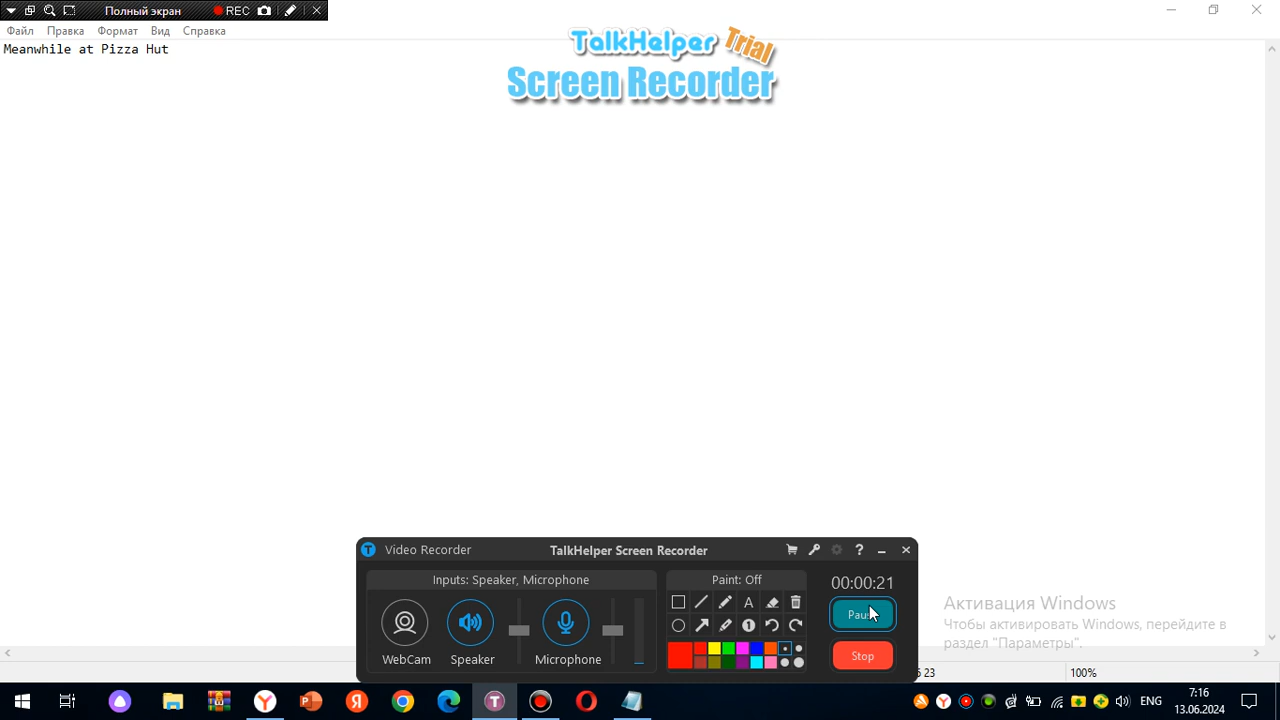 Полный экран
REC
Файл Правка Формат Вид Справка
Meanwhile at Pizza Hut
TalkHelper Trial
Screen Recorder
Video Recorder
TalkHelper Screen Recorder
Inputs: Speaker, Microphone
Paint: Off
00:00:21
Stop
WebCam
Speaker
Microphone
A
1
Активация Windows
Чтобы активировать Windows, перейдите в
раздел "Параметры".
23
100%
ENG
7:16
13.06.2024